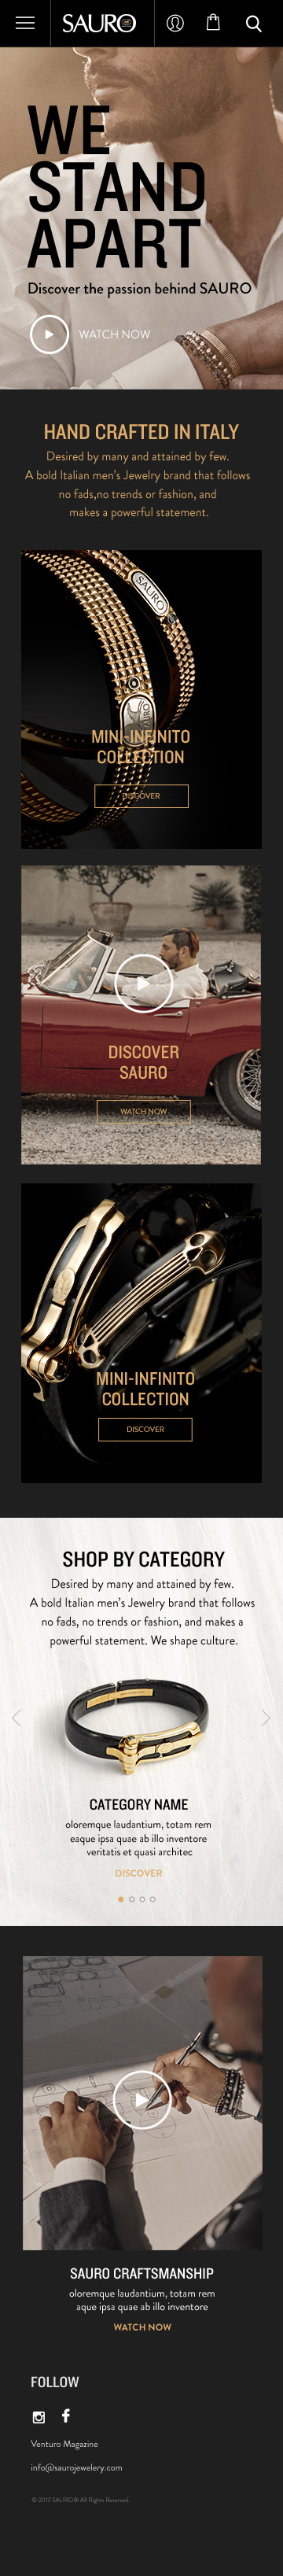 SAURO
WE
STAND
APART
Discover the passion behind SAURO
WATCH NOW
HAND CRAFTED IN ITALY
Desired by many and attained by few.
A bold Italian men's Jewelry brand that follows
no fads,no trends or fashion, and
makes a powerful statement.
SAURO
SAURO
MINI-INFINITO
COLLECTION
DISCOVER
DISCOVER
SAURO
WATCH NOW
MINI-INFINITO
COLLECTION
DISCOVER
SHOP BY CATEGORY
Desired by many and attained by few.
A bold Italian men's Jewelry brand that follows
no fads, no trends or fashion, and makes a
powerful statement. We shape culture.
CATEGORY NAME
oloremque laudantium, totam rem
eaque ipsa quae ab illo inventore
veritatis et quasi architec
DISCOVER
SAURO CRAFTSMANSHIP
oloremque laudantium, totam rem
aque ipsa quae ab illo inventore
WATCH NOW
FOLLOW
Venturo Magazine
info@saurojewelery.com
© 2017 SAURO® All Rights Reserved.